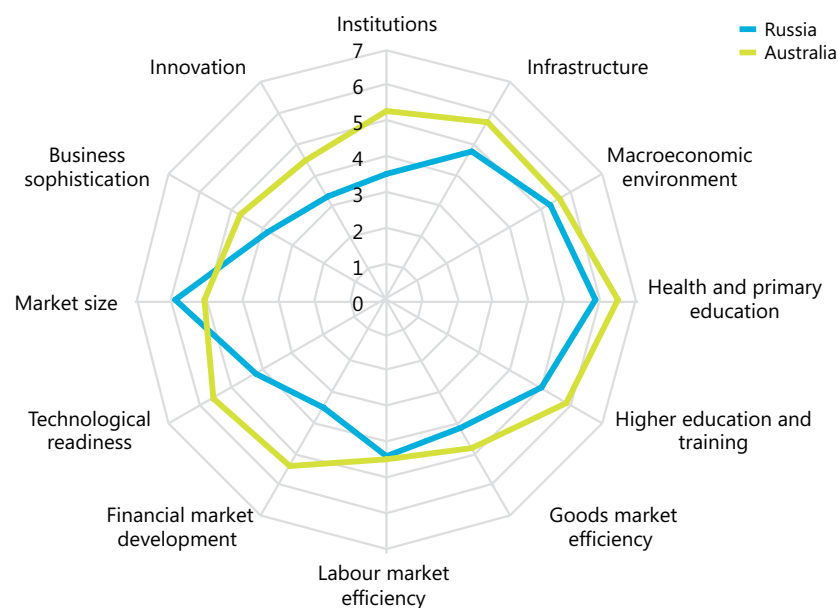 Institutions
Russia
Australia
Innovation
Infrastructure
Business
sophistication
Macroeconomic
environment
Market size
Health and primary
education
Technological
readiness
Higher education and
training
Financial market
development
Goods market
efficiency
Labour market
efficiency
7
6
5
4
3
2
1
0